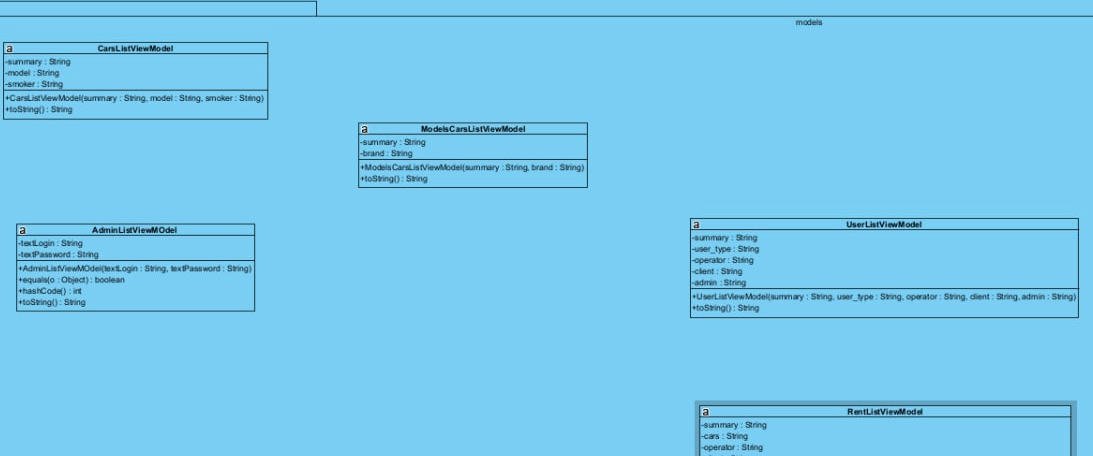 models
a CarsListViewModel
-summary : String
-model : String
-smoker : String
+CarsListViewModel(summary : String, model : String, smoker : String)
+toString() : String
a ModelsCarsListViewModel
-summary : String
-brand : String
+ModelsCarsListViewModel(summary : String, brand : String)
+toString() : String
a AdminListViewMOdel
-textLogin : String
-textPassword : String
+AdminListViewMOdel(textLogin : String, textPassword : String)
+equals(o : Object) : boolean
+hashCode() : int
+toString() : String
a UserListViewModel
-summary : String
-user_type : String
-operator : String
-client : String
-admin : String
+UserListViewModel(summary : String, user_type : String, operator : String, client : String, admin : String)
+toString() : String
a RentListViewModel
-summary : String
-cars : String
-operator : String